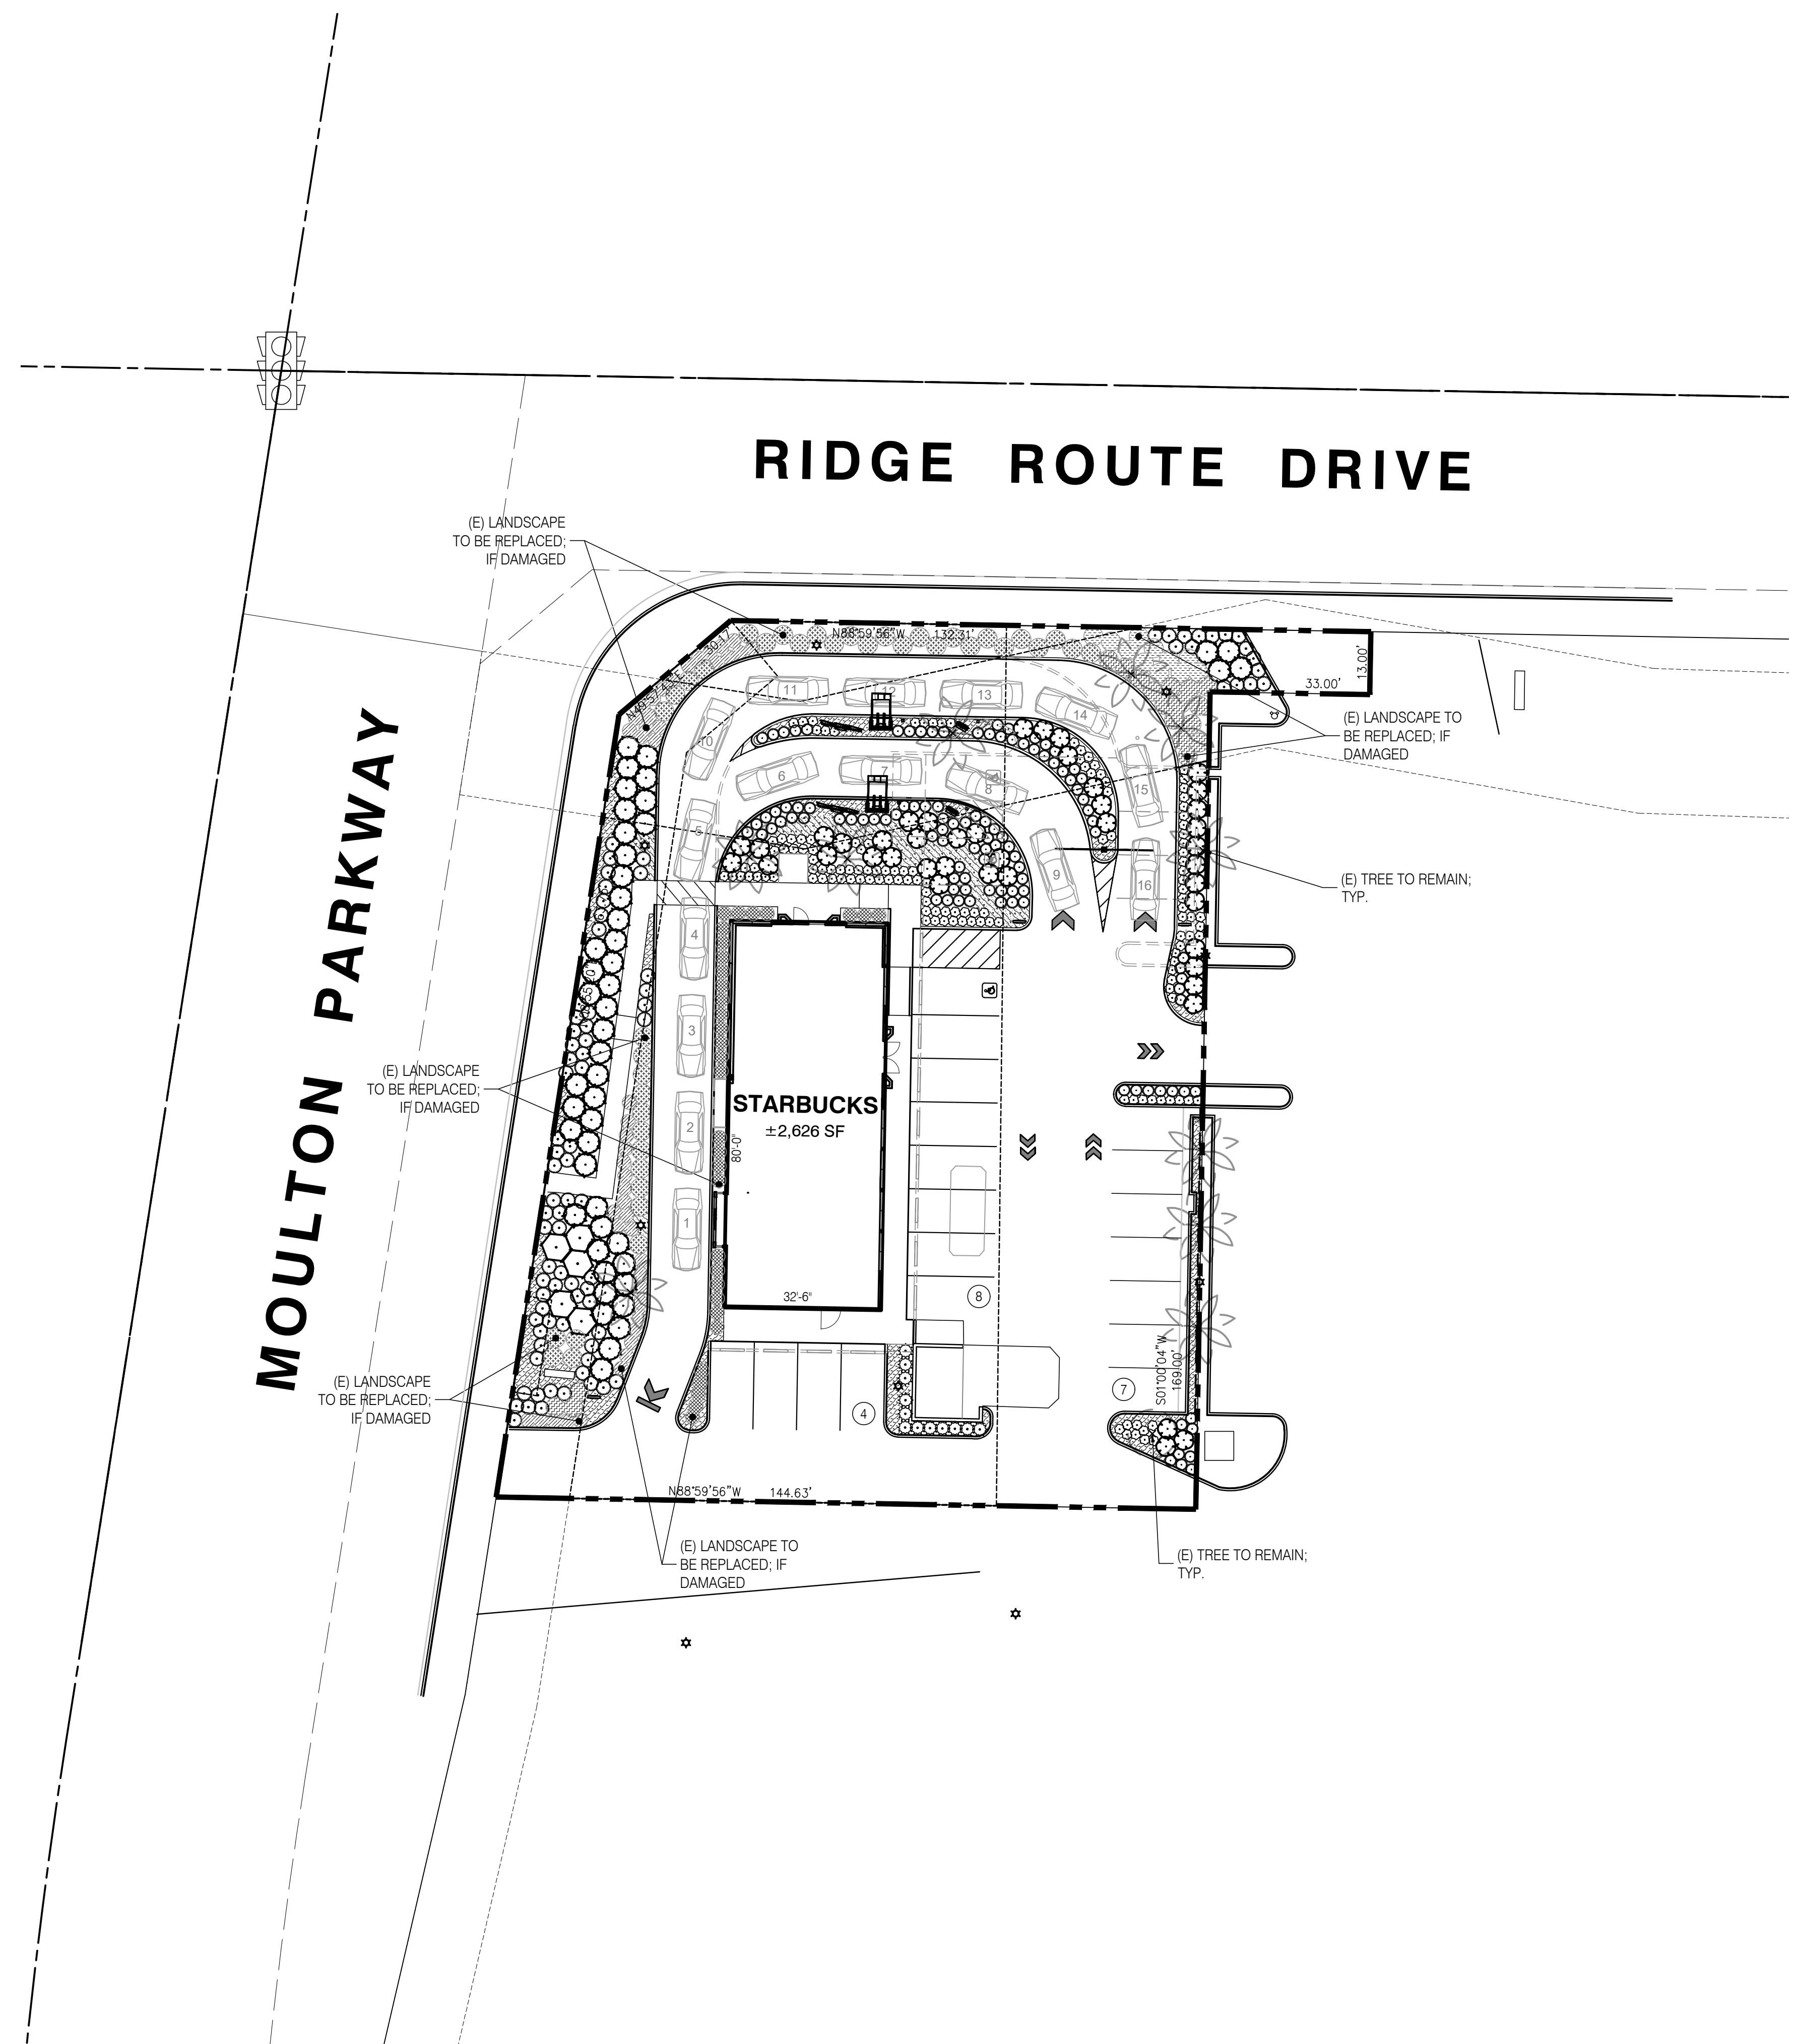 RIDGE ROUTE DRIVE
(E) LANDSCAPE
TO BE REPLACED;
IF DAMAGED
N88°59'56"W 132.31'
30.17'
13.00'
33.00'
11
12
13
14
10
6
7
8
15
5
9
16
4
3
2
1
(E) LANDSCAPE TO
BE REPLACED; IF
DAMAGED
(E) TREE TO REMAIN;
TYP.
MOULTON PARKWAY
(E) LANDSCAPE
TO BE REPLACED;
IF DAMAGED
STARBUCKS
±2,626 SF
80'-0"
32'-6"
8
7
4
S01°00'04"W
169.00'
(E) LANDSCAPE
TO BE REPLACED;
IF DAMAGED
N88°59'56"W 144.63'
(E) LANDSCAPE TO
BE REPLACED; IF
DAMAGED
(E) TREE TO REMAIN;
TYP.